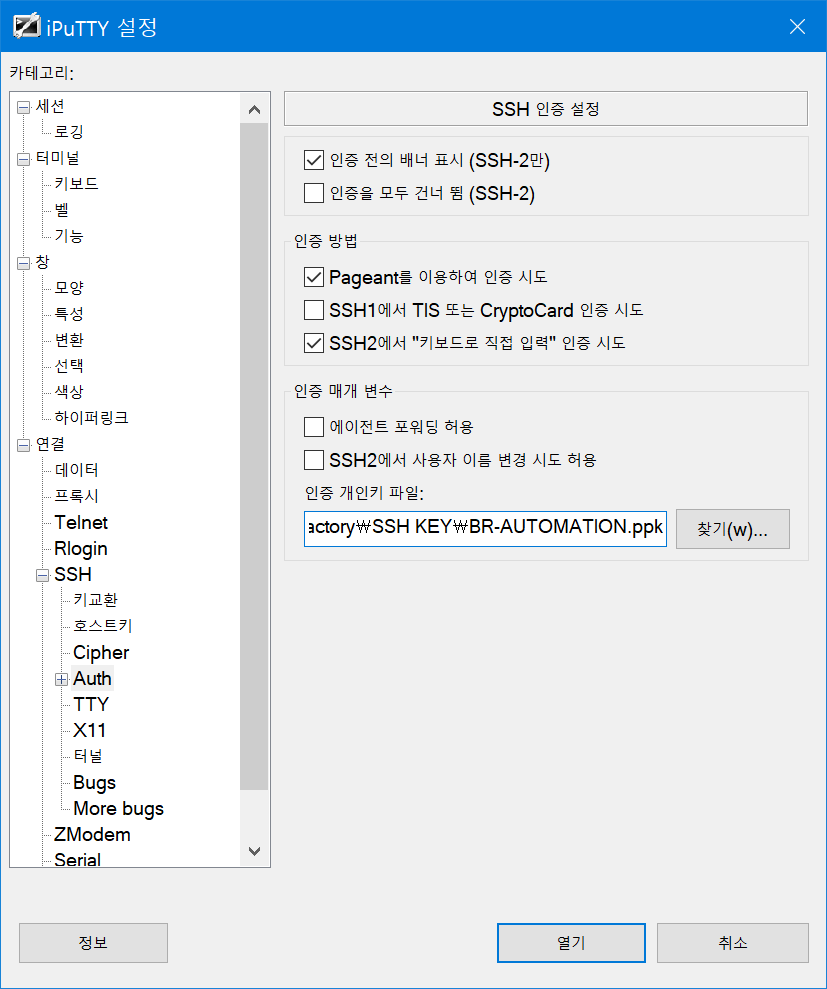 iPuTTY 설정
카테고리:
세션
로깅
터미널
키보드
벨
기능
창
모양
특성
변환
선택
색상
하이퍼링크
연결
데이터
프록시
Telnet
Rlogin
SSH
키교환
호스트키
Cipher
Auth
TTY
X11
터널
Bugs
More bugs
ZModem
Serial
SSH 인증 설정
인증 전의 배너 표시 (SSH-2만)
인증을 모두 건너 뜀 (SSH-2)
인증 방법
Pageant를 이용하여 인증 시도
SSH1에서 TIS 또는 CryptoCard 인증 시도
SSH2에서 "키보드로 직접 입력" 인증 시도
인증 매개 변수
에이전트 포워딩 허용
SSH2에서 사용자 이름 변경 시도 허용
인증 개인키 파일:
actory₩SSH KEY₩BR-AUTOMATION.ppk
찾기(w)...
정보
열기
취소